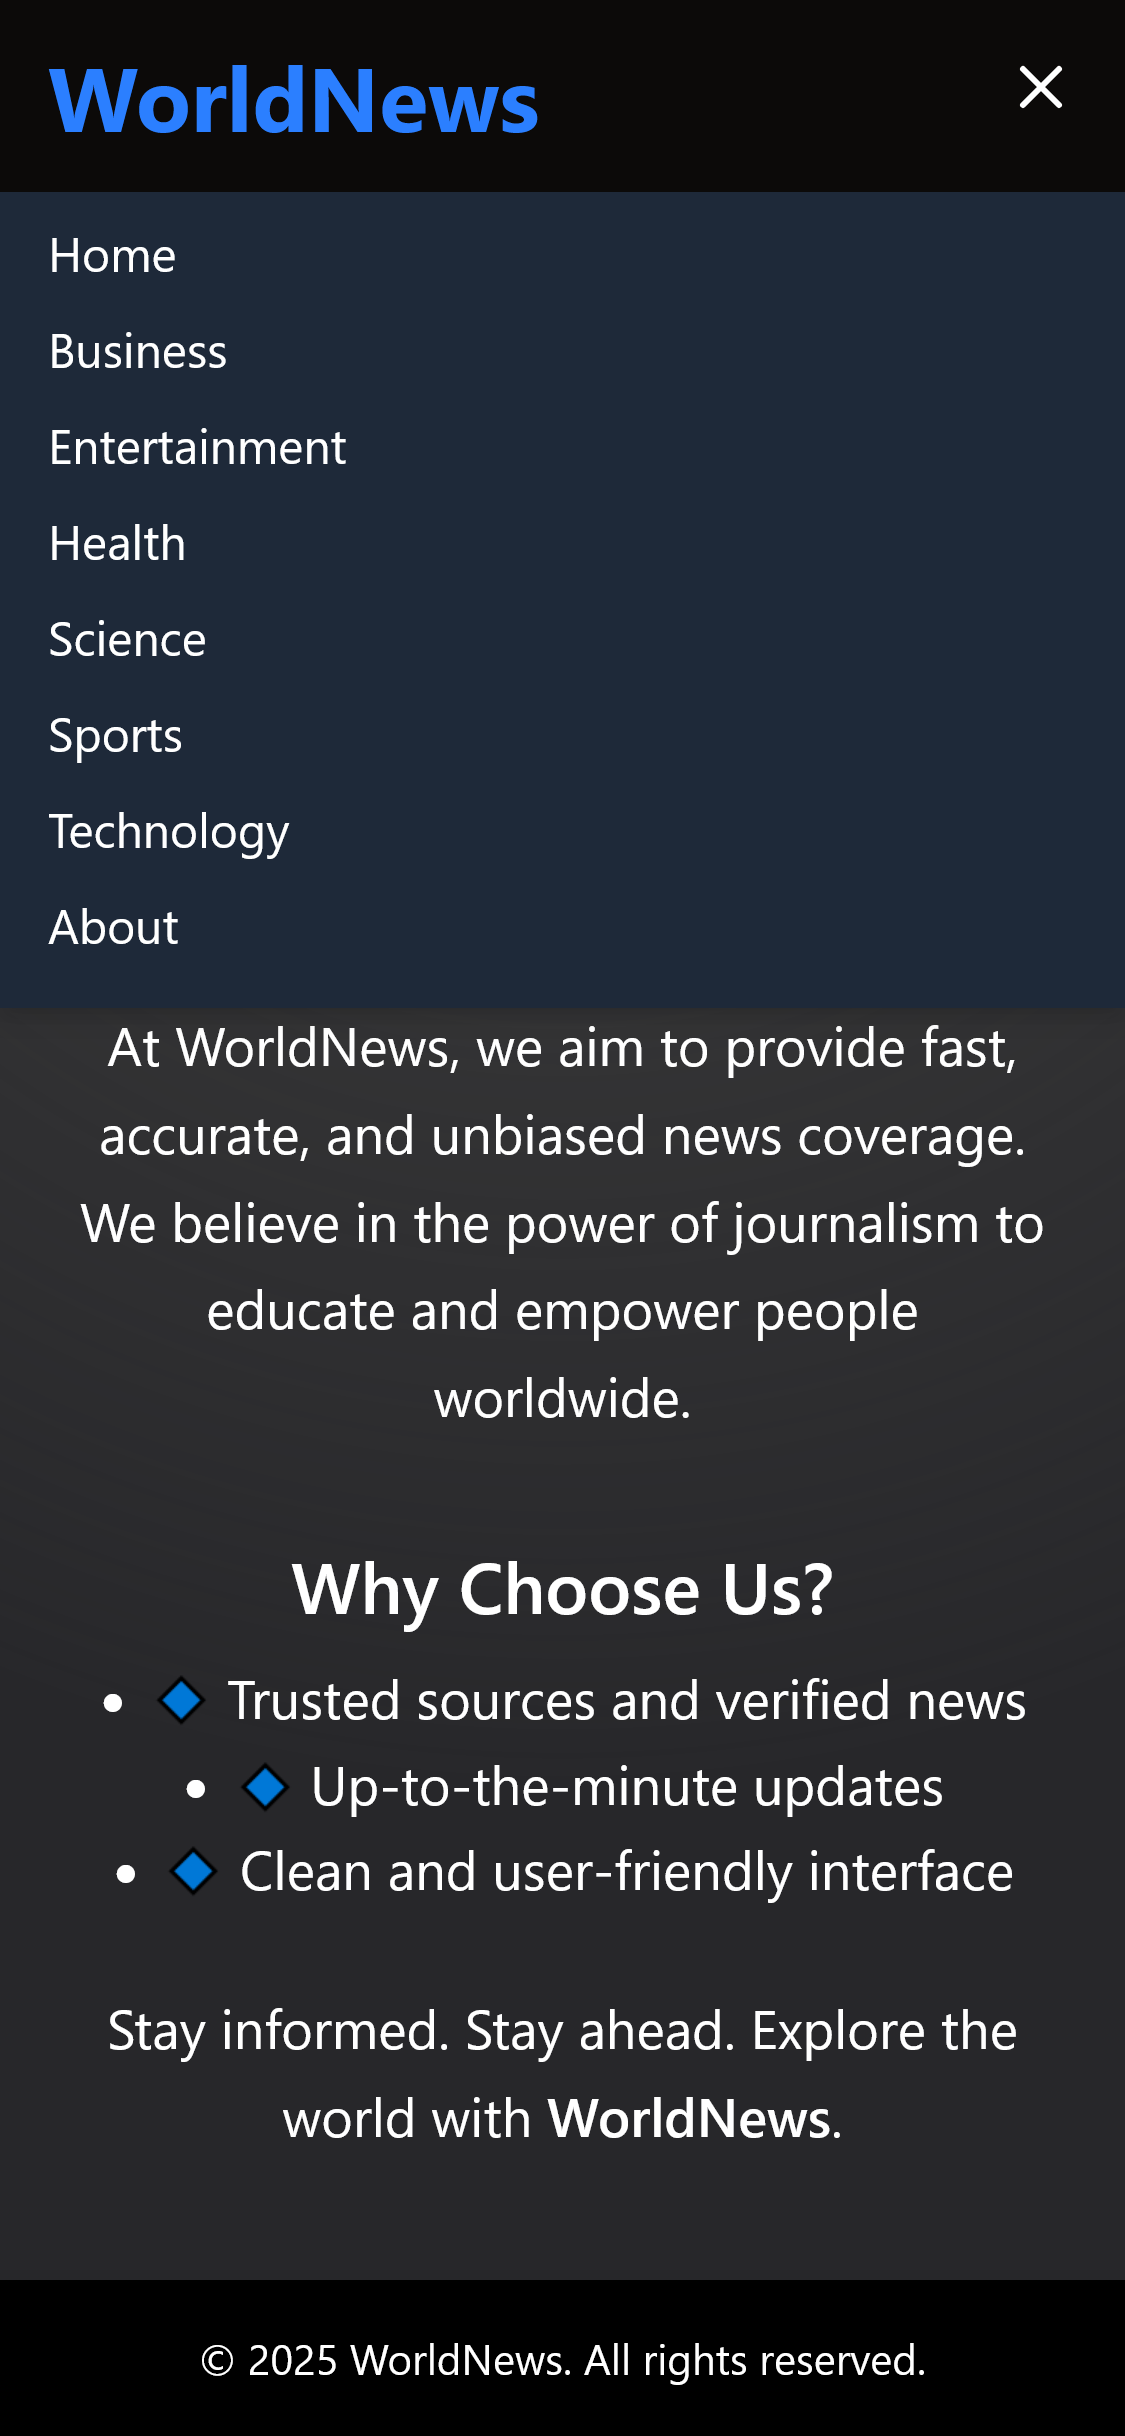 WorldNews
Home
Business
Entertainment
Health
Science
Sports
Technology
About
At WorldNews, we aim to provide fast,
accurate, and unbiased news coverage.
We believe in the power of journalism to
educate and empower people
worldwide.
Why Choose Us?
• 🔹 Trusted sources and verified news
• 🔹 Up-to-the-minute updates
• 🔹 Clean and user-friendly interface
Stay informed. Stay ahead. Explore the
world with WorldNews.
© 2025 WorldNews. All rights reserved.